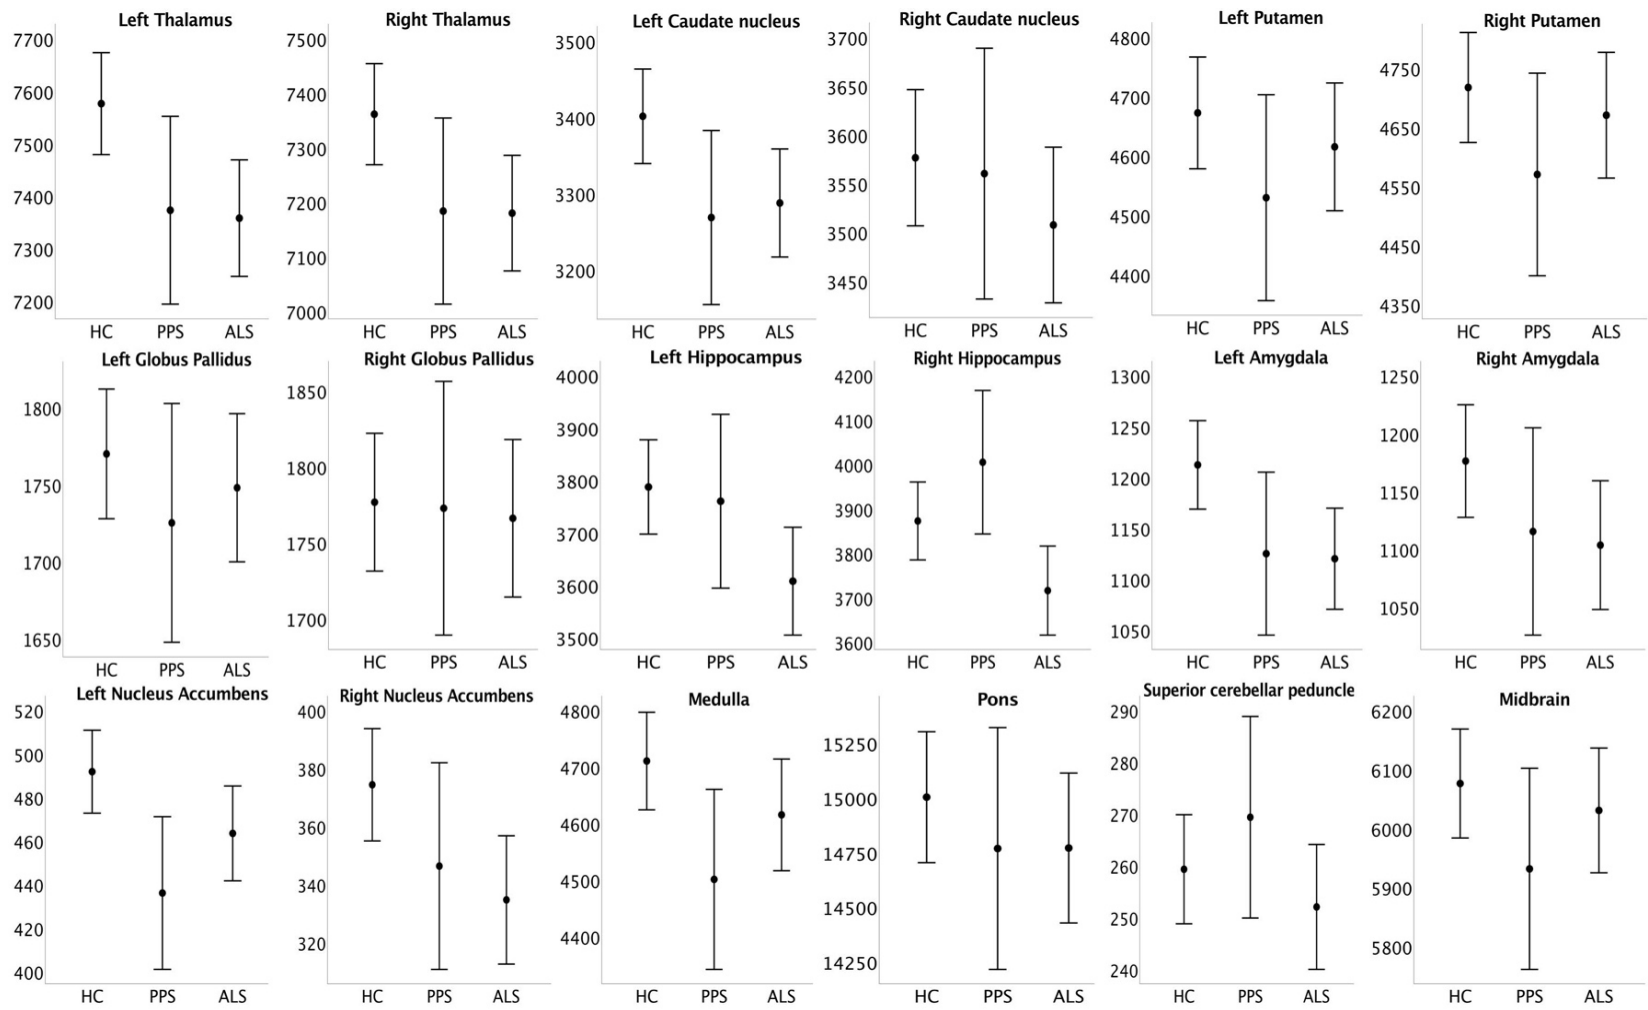 Left Thalamus
7700
7600
7500
7400
7300
7200
HC PPS ALS
Right Thalamus
7500
7400
7300
7200
7100
7000
HC PPS ALS
Left Caudate nucleus
3500
3400
3300
3200
HC PPS ALS
Right Caudate nucleus
3700
3650
3600
3550
3500
3450
HC PPS ALS
Left Putamen
4800
4700
4600
4500
4400
HC PPS ALS
Right Putamen
4750
4650
4550
4450
4350
HC PPS ALS
Left Globus Pallidus
1800
1750
1700
1650
HC PPS ALS
Right Globus Pallidus
1850
1800
1750
1700
HC PPS ALS
Left Hippocampus
4000
3900
3800
3700
3600
3500
HC PPS ALS
Right Hippocampus
4200
4100
4000
3900
3800
3700
3600
HC PPS ALS
Left Amygdala
1300
1250
1200
1150
1100
1050
HC PPS ALS
Right Amygdala
1250
1200
1150
1100
1050
HC PPS ALS
Left Nucleus Accumbens
520
500
480
460
440
420
400
HC PPS ALS
Right Nucleus Accumbens
400
380
360
340
320
HC PPS ALS
Medulla
4800
4700
4600
4500
4400
HC PPS ALS
Pons
15250
15000
14750
14500
14250
HC PPS ALS
Superior cerebellar peduncle
290
280
270
260
250
240
HC PPS ALS
Midbrain
6200
6100
6000
5900
5800
HC PPS ALS